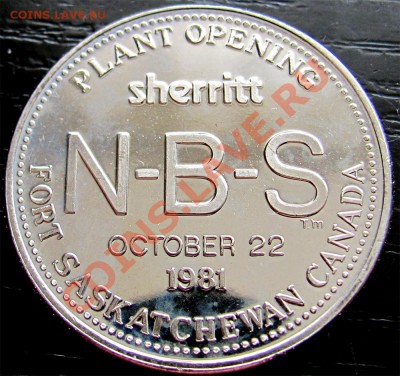 COINS.LAVE.RU
PLANT OPENING
sherritt
N-B-S
TM
OCTOBER 22
1981
FORT SASKATCHEWAN CANADA
COINS.LAVE.RU